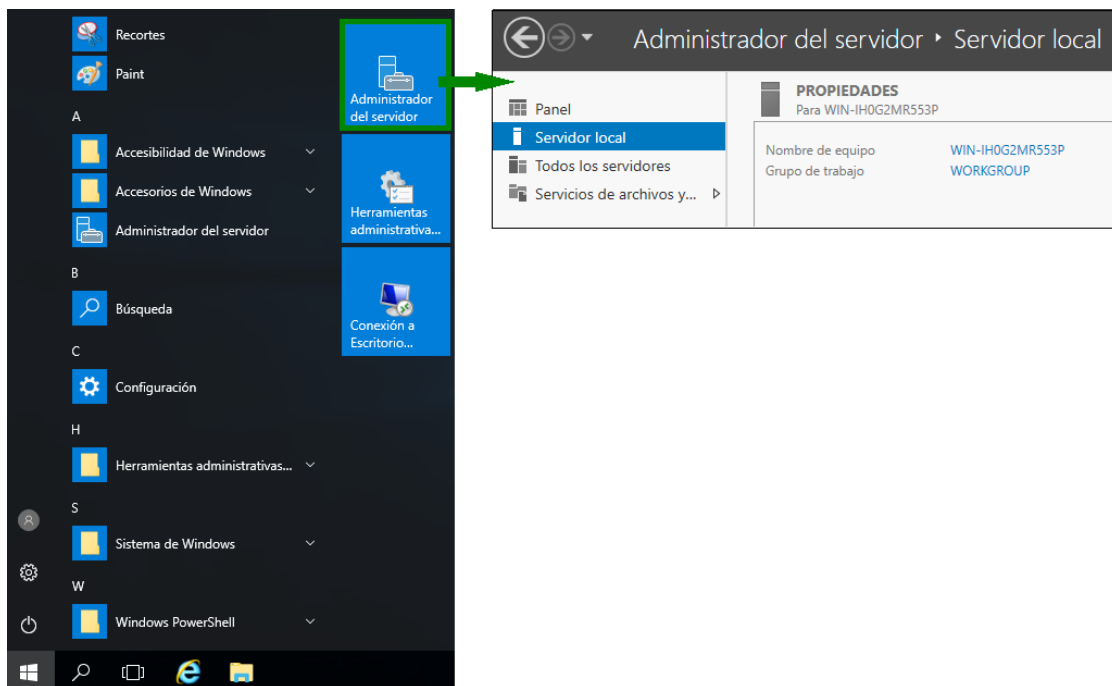 Recortes
Paint
A
Accesibilidad de Windows
Accesorios de Windows
Administrador del servidor
B
Búsqueda
C
Configuración
H
Herramientas administrativas...
S
Sistema de Windows
W
Windows PowerShell
Administrador
del servidor
Herramientas
administrativa...
Conexión a
Escritorio...
Administrador del servidor ‣ Servidor local
Panel
Servidor local
Todos los servidores
Servicios de archivos y...
PROPIEDADES
Para WIN-IH0G2MR553P
Nombre de equipo WIN-IH0G2MR553P
Grupo de trabajo WORKGROUP